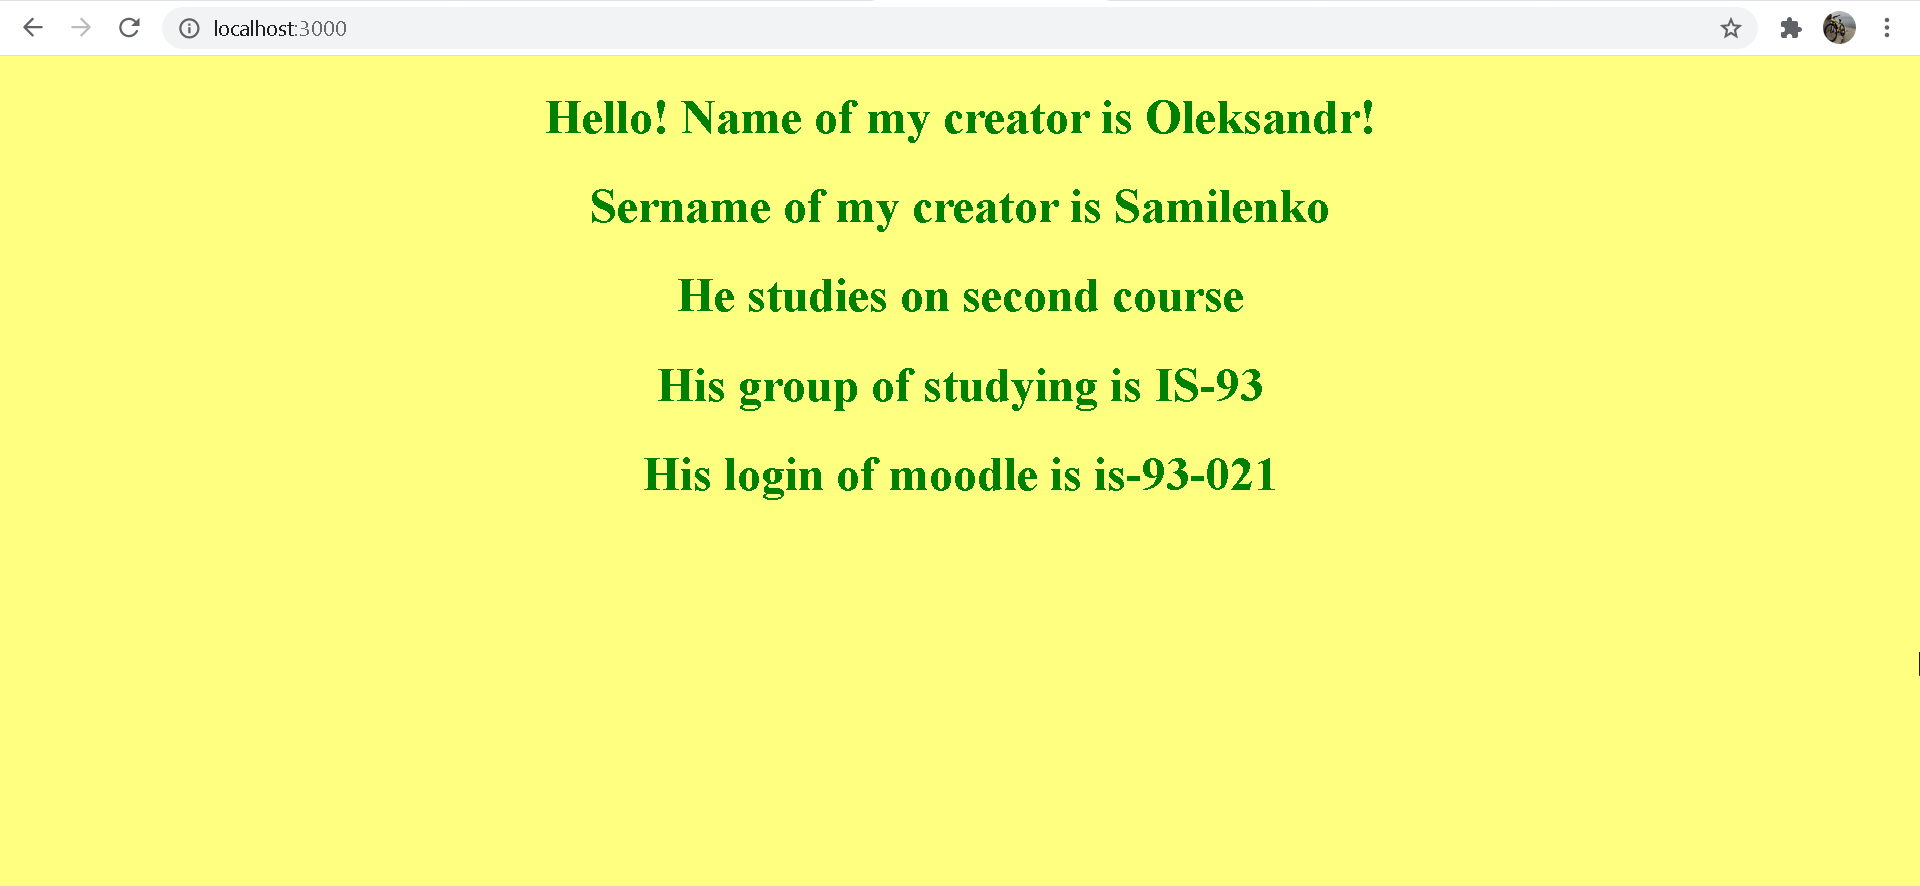 localhost:3000
Hello! Name of my creator is Oleksandr!
Sername of my creator is Samilenko
He studies on second course
His group of studying is IS-93
His login of moodle is is-93-021